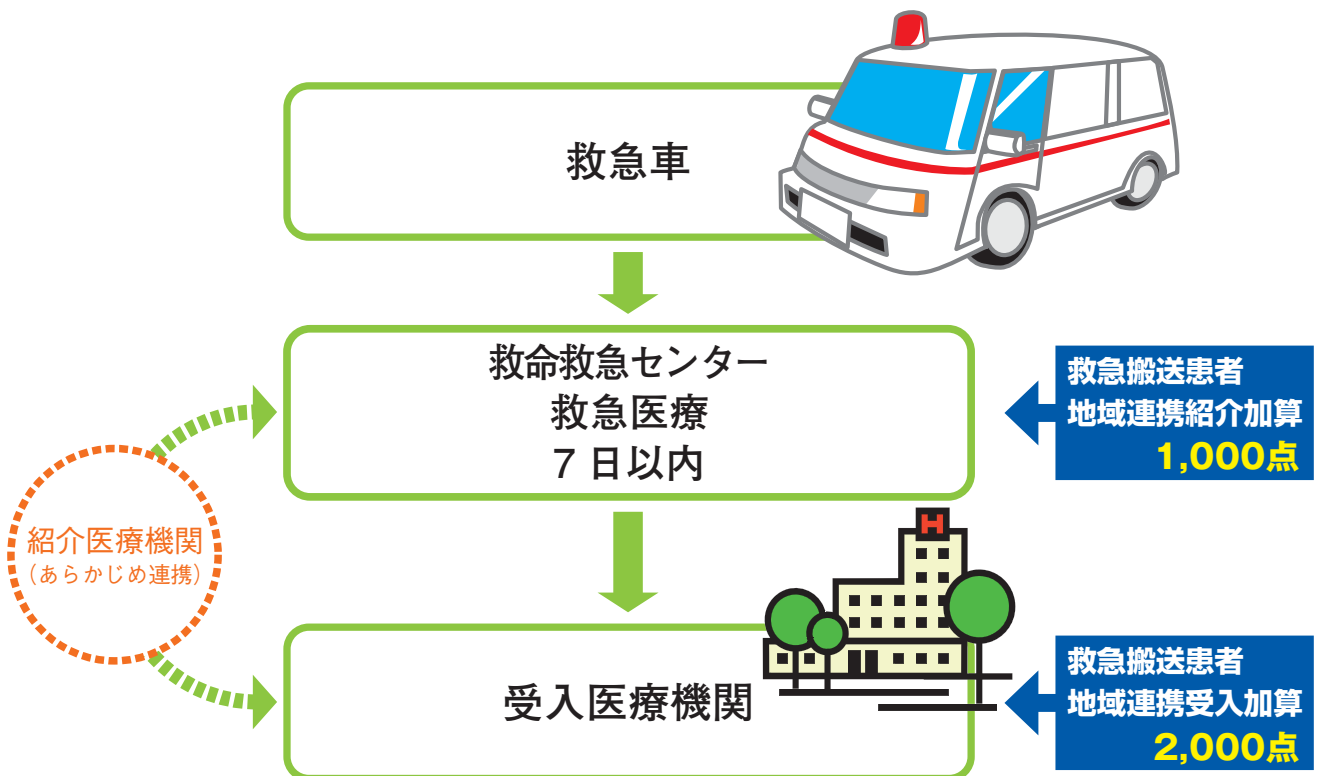 救急車
救命救急センター
救急医療
7日以内
救急搬送患者
地域連携紹介加算
1,000点
紹介医療機関
(あらかじめ連携)
H
受入医療機関
救急搬送患者
地域連携受入加算
2,000点